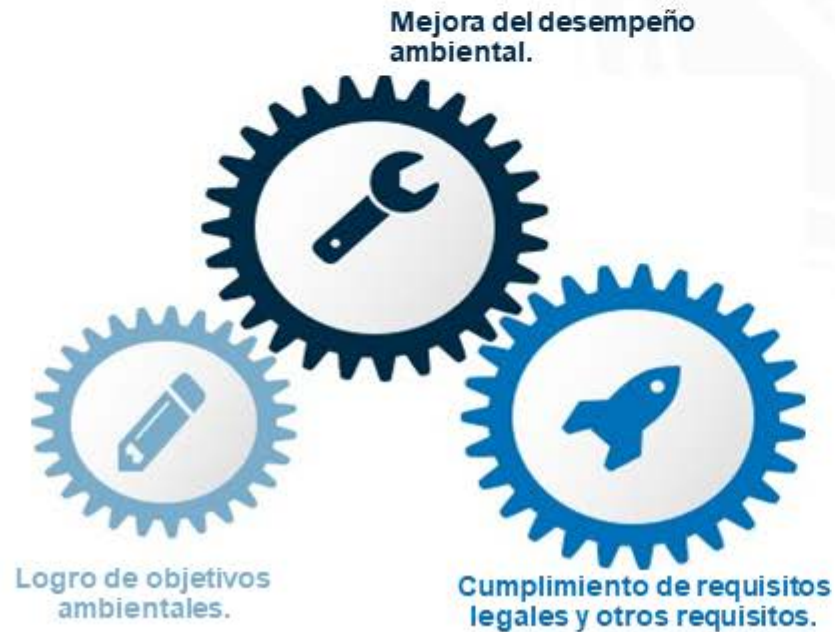 Mejora del desempeño
ambiental.
Logro de objetivos
ambientales.
Cumplimiento de requisitos
legales y otros requisitos.